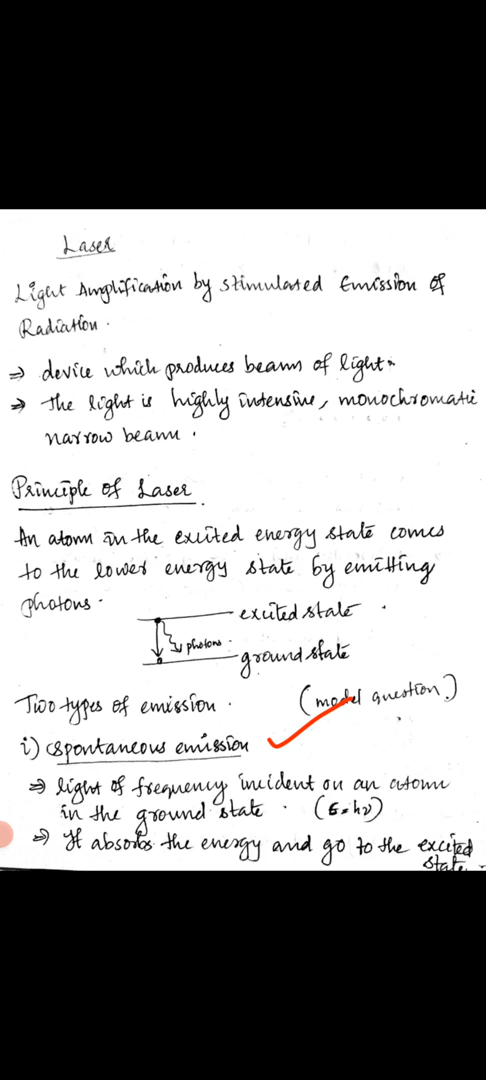 Laser
Light Amplification by Stimulated Emission of
Radiation.
⇒ device which produces beam of light.
⇒ The light is highly intensive, monochromatic
narrow beam.
Principle of Laser
An atom in the excited energy state comes
to the lower energy state by emitting
photons.
excited state.
photons.
ground state
Two types of emission. (model question)
i) spontaneous emission
⇒ light of frequency incident on an atom
in the ground state. (E=hν)
⇒ It absorbs the energy and go to the excited
state.